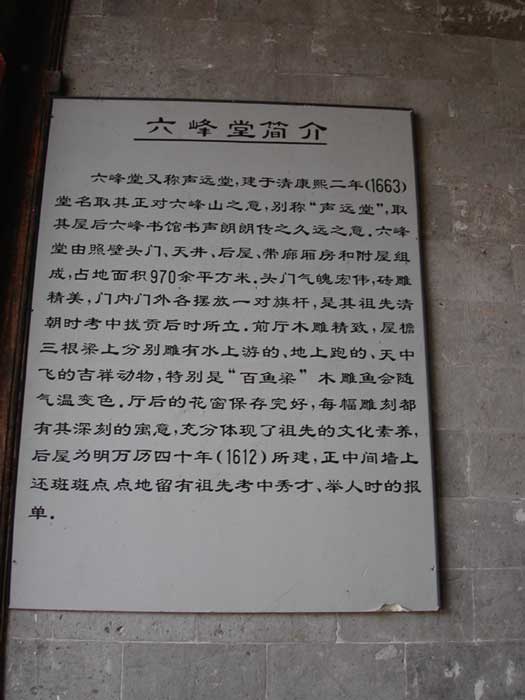 六峰堂简介
六峰堂又称声远堂,建于清康熙二年(1663)
堂名取其正对六峰山之意,别称“声远堂”,取
其屋后六峰书馆书声朗朗传之久远之意.六峰
堂由照壁头门、天井、后屋、带廊厢房和附屋组
成,占地面积970余平方米.头门气魄宏伟,砖雕
精美,门内门外各摆放一对旗杆,是其祖先清
朝时考中拔贡后时所立.前厅木雕精致,屋檐
三根梁上分别雕有水上游的、地上跑的、天中
飞的吉祥动物,特别是“百鱼梁”木雕鱼会随
气温变色.厅后的花窗保存完好,每幅雕刻都
有其深刻的寓意,充分体现了祖先的文化素养,
后屋为明万历四十年(1612)所建,正中间墙上
还斑斑点点地留有祖先考中秀才、举人时的报
单.